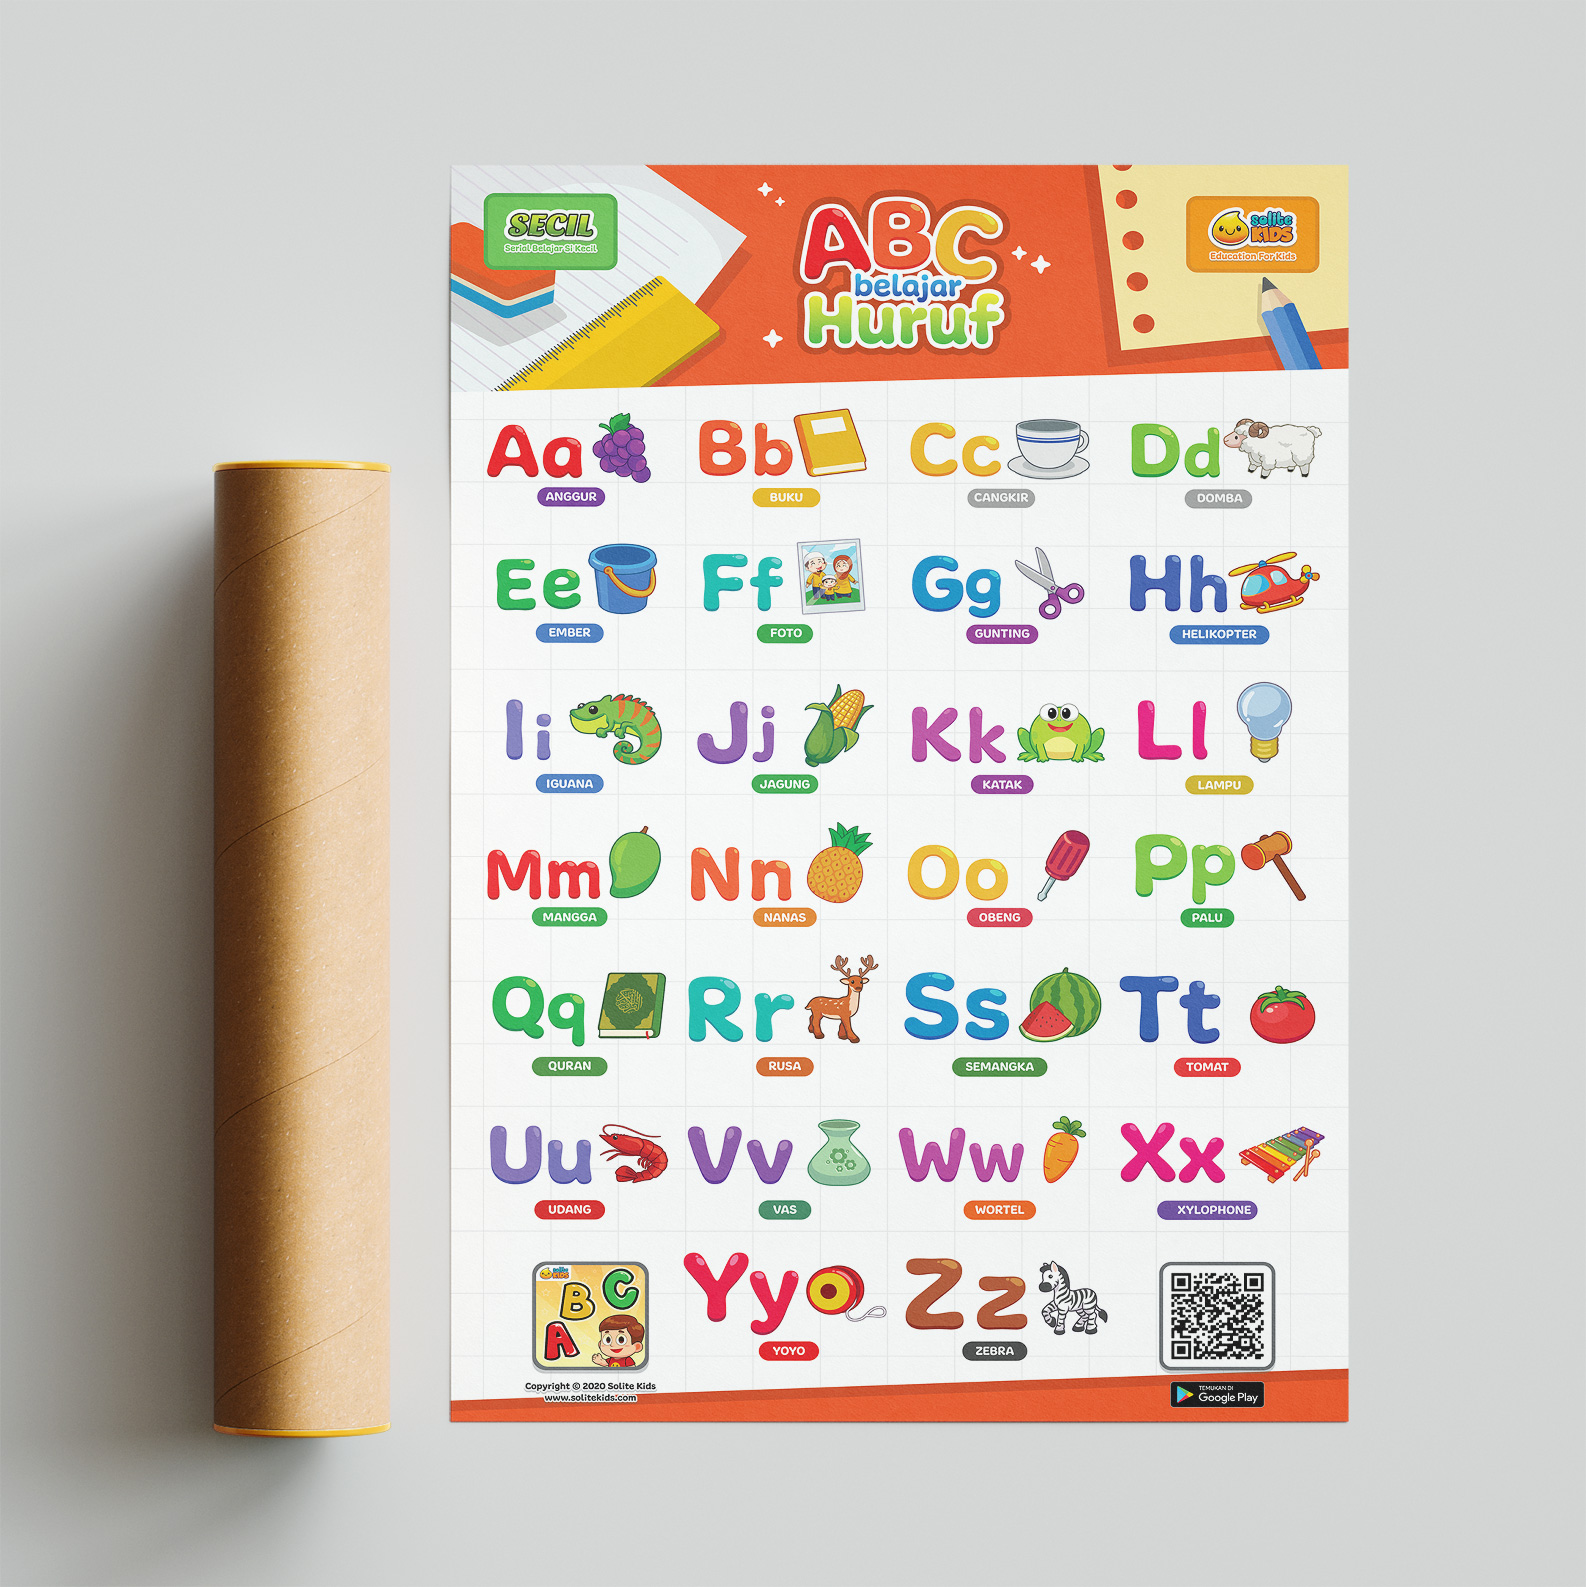 SECIL
Serial Belajar Si Kecil
ABC
belajar
Huruf
solite
KIDS
Education For Kids
Aa
ANGGUR
Bb
BUKU
Cc
CANGKIR
Dd
DOMBA
Ee
EMBER
Ff
FOTO
Gg
GUNTING
Hh
HELIKOPTER
Ii
IGUANA
Jj
JAGUNG
Kk
KATAK
Ll
LAMPU
Mm
MANGGA
Nn
NANAS
Oo
OBENG
Pp
PALU
Qq
QURAN
Rr
RUSA
Ss
SEMANGKA
Tt
TOMAT
Uu
UDANG
Vv
VAS
Ww
WORTEL
Xx
XYLOPHONE
solite
KIDS
A B C
Yy
YOYO
Zz
ZEBRA
Copyright © 2020 Solite Kids
www.solitekids.com
TEMUKAN DI
Google Play